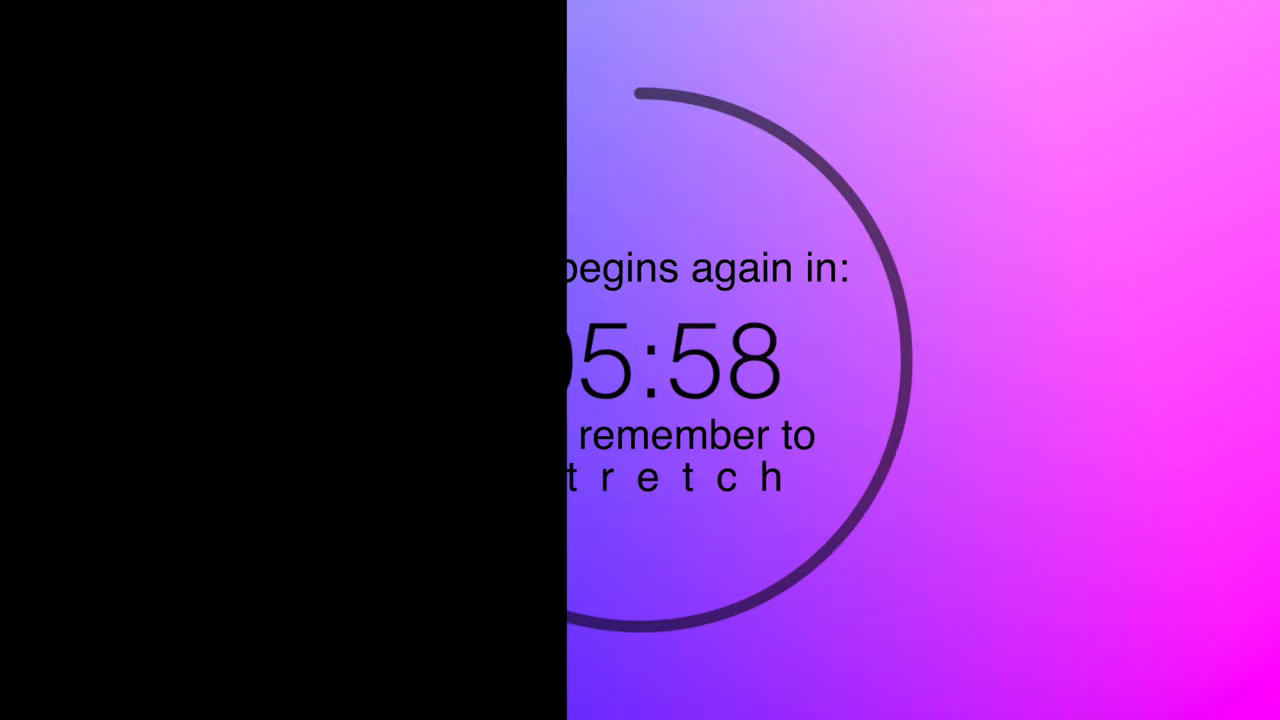 begins again in:
5:58
remember to
t r e t c h